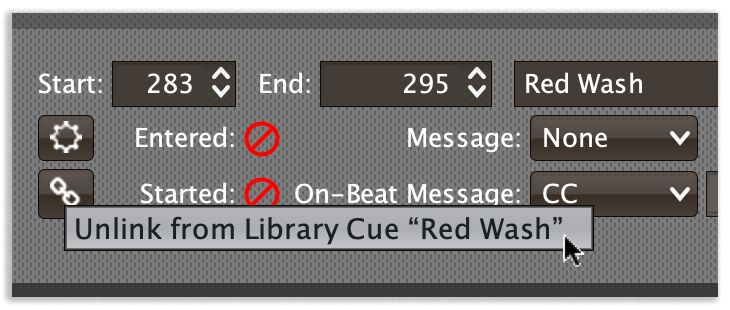 Start: 283 End: 295 Red Wash
Entered: Message: None
Started: On-Beat Message: CC
Unlink from Library Cue “Red Wash”